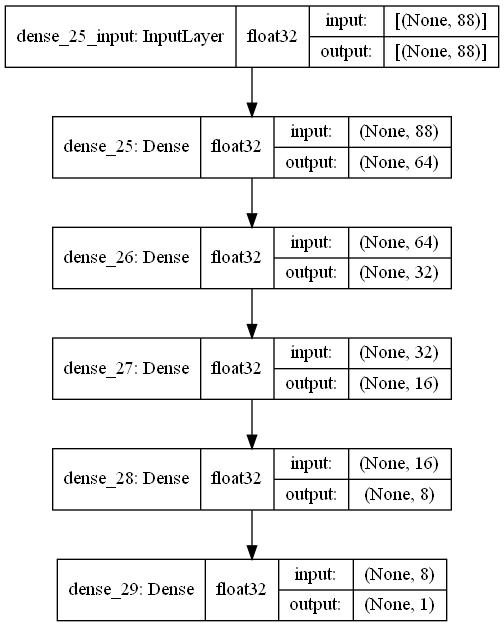 dense_25_input: InputLayer float32 input: [(None, 88)]
output: [(None, 88)]
dense_25: Dense float32 input: (None, 88)
output: (None, 64)
dense_26: Dense float32 input: (None, 64)
output: (None, 32)
dense_27: Dense float32 input: (None, 32)
output: (None, 16)
dense_28: Dense float32 input: (None, 16)
output: (None, 8)
dense_29: Dense float32 input: (None, 8)
output: (None, 1)